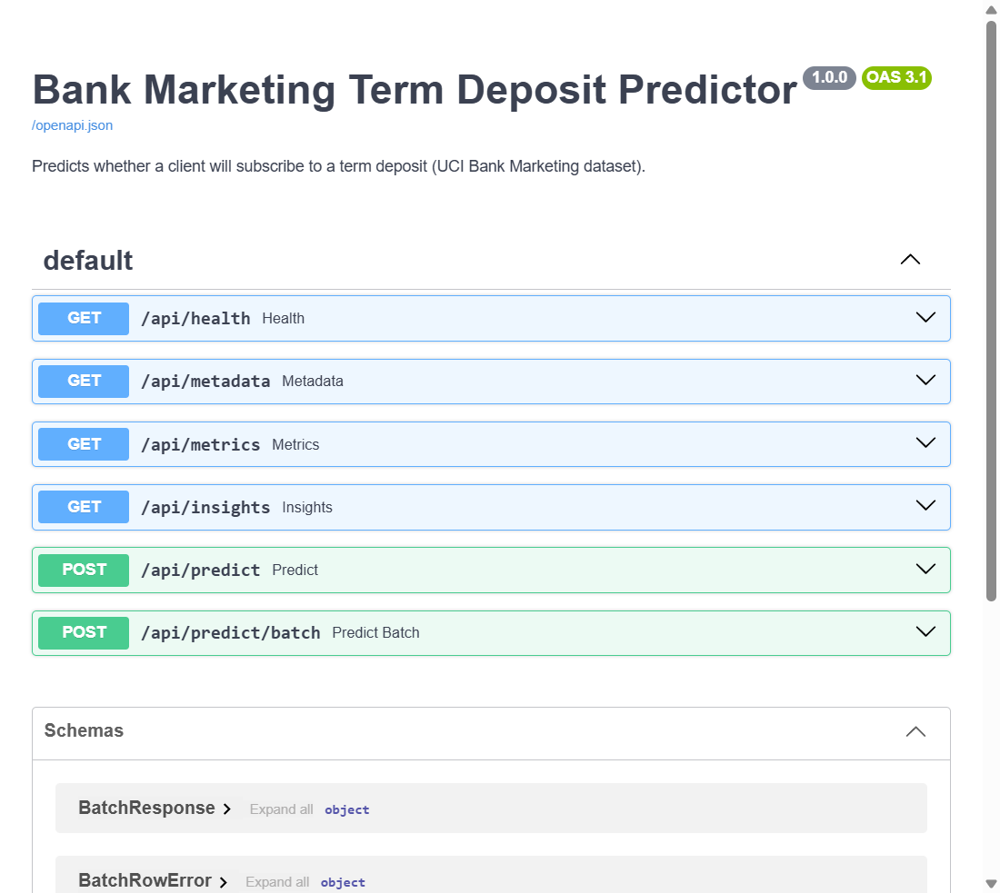 Bank Marketing Term Deposit Predictor 1.0.0 OAS 3.1
/openapi.json
Predicts whether a client will subscribe to a term deposit (UCI Bank Marketing dataset).
default
GET /api/health Health
GET /api/metadata Metadata
GET /api/metrics Metrics
GET /api/insights Insights
POST /api/predict Predict
POST /api/predict/batch Predict Batch
Schemas
BatchResponse Expand all object
BatchRowError Expand all object